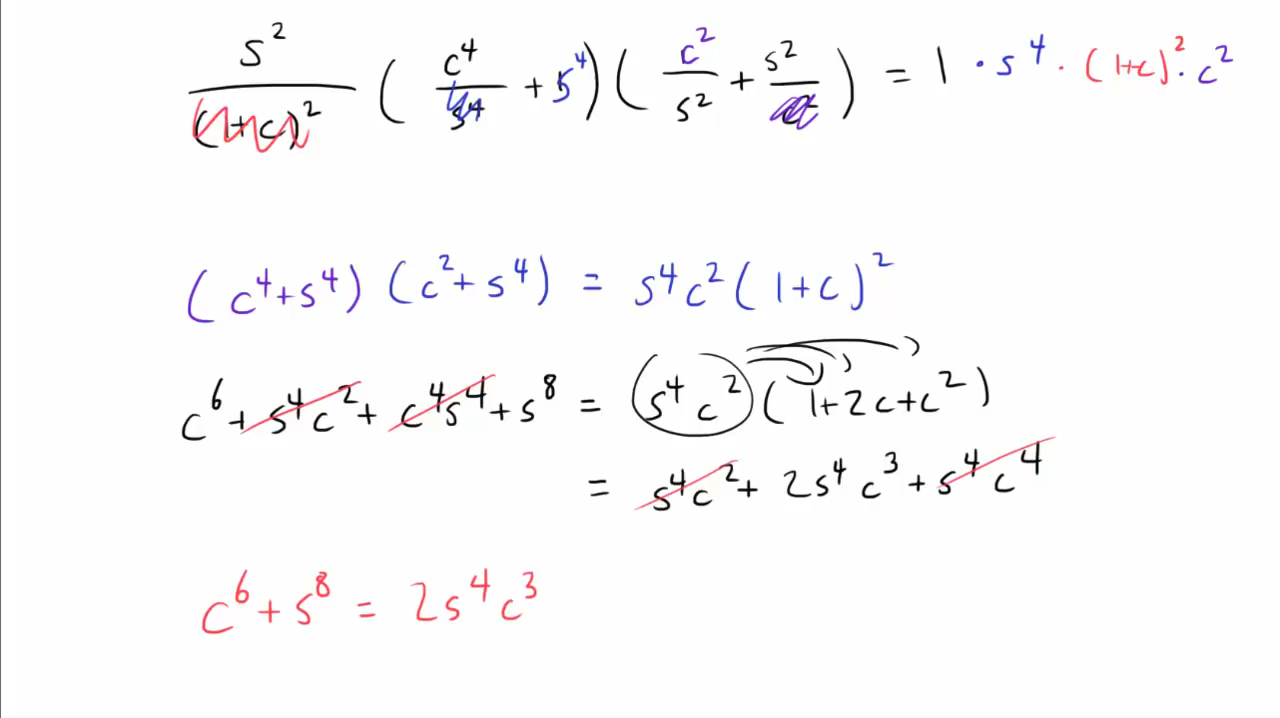 s²/(1+c)² (c⁴/s⁴ + s⁴)(c²/s² + s²/) = 1 · s⁴ · (1+c)² · c²
(c⁴+s⁴) (c²+s⁴) = s⁴c²(1+c)²
c⁶+s⁴c²+c⁴s⁴+s⁸ = s⁴c²(1+2c+c²)
= s⁴c²+2s⁴c³+s⁴c⁴
c⁶+s⁸ = 2s⁴c³